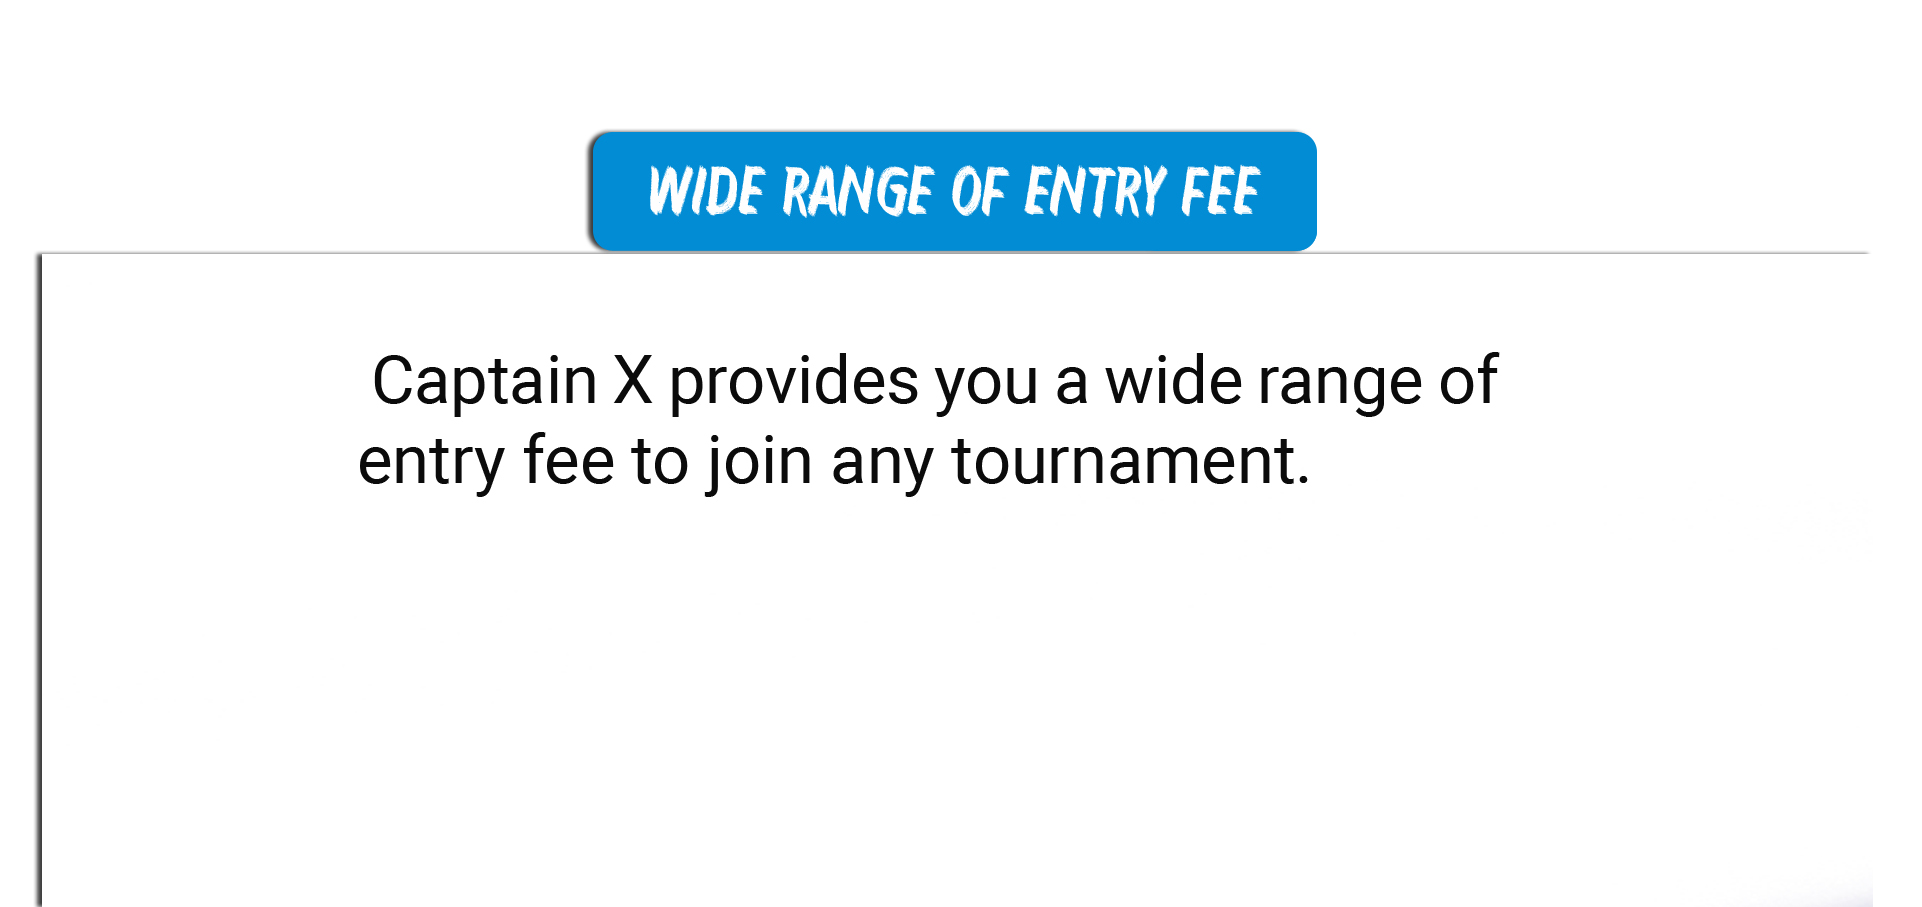 WIDE RANGE OF ENTRY FEE
Captain X provides you a wide range of
entry fee to join any tournament.